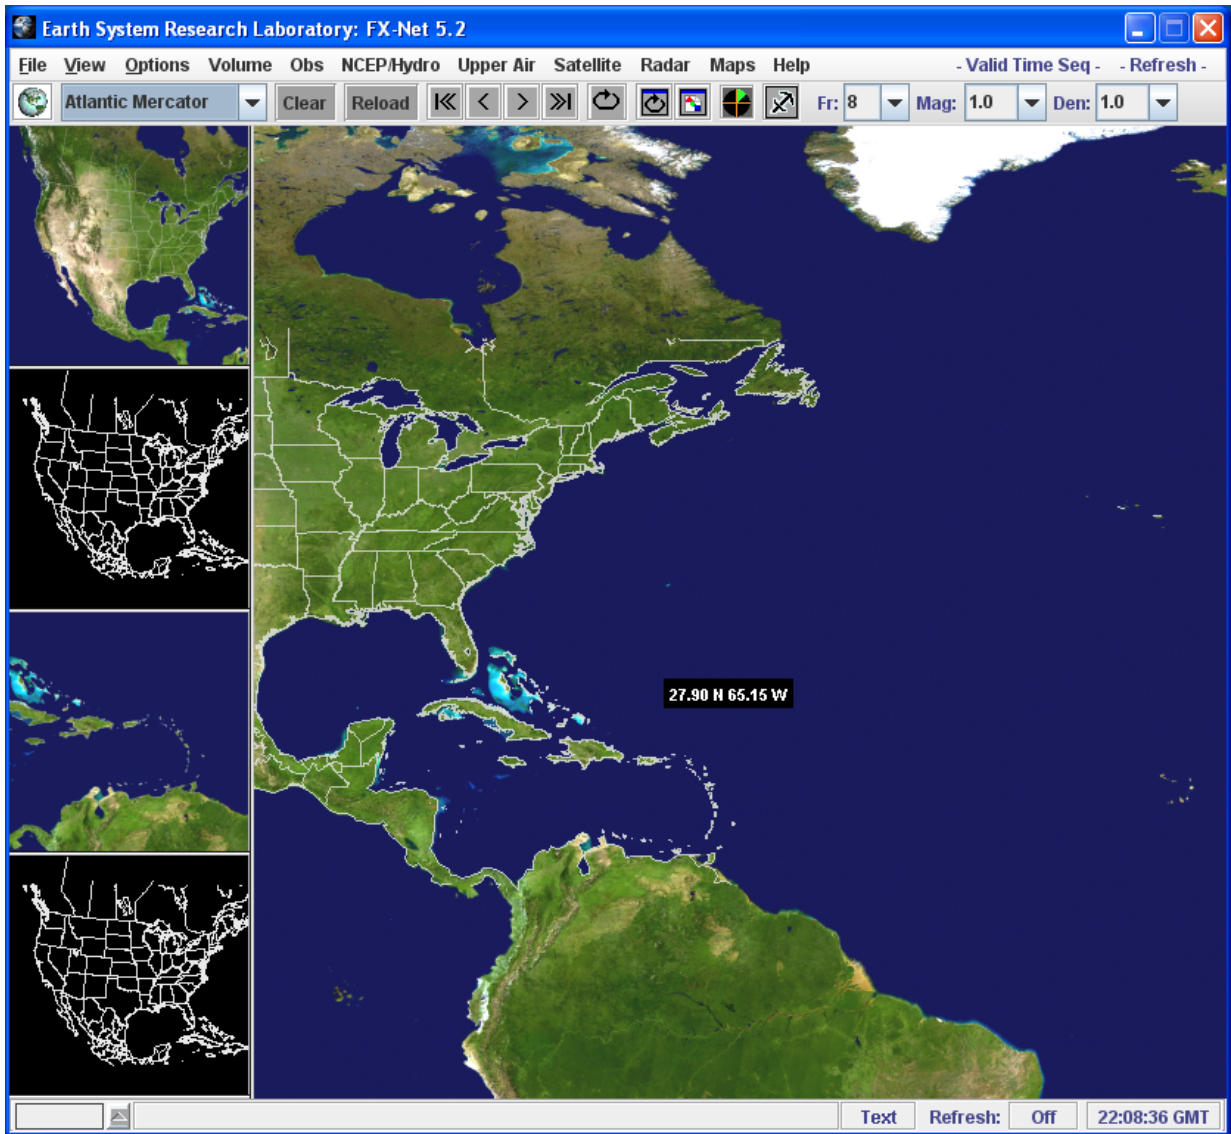 Earth System Research Laboratory: FX-Net 5.2
File View Options Volume Obs NCEP/Hydro Upper Air Satellite Radar Maps Help - Valid Time Seq - - Refresh -
Atlantic Mercator Clear Reload Fr: 8 Mag: 1.0 Den: 1.0
27.90 N 65.15 W
Text Refresh: Off 22:08:36 GMT